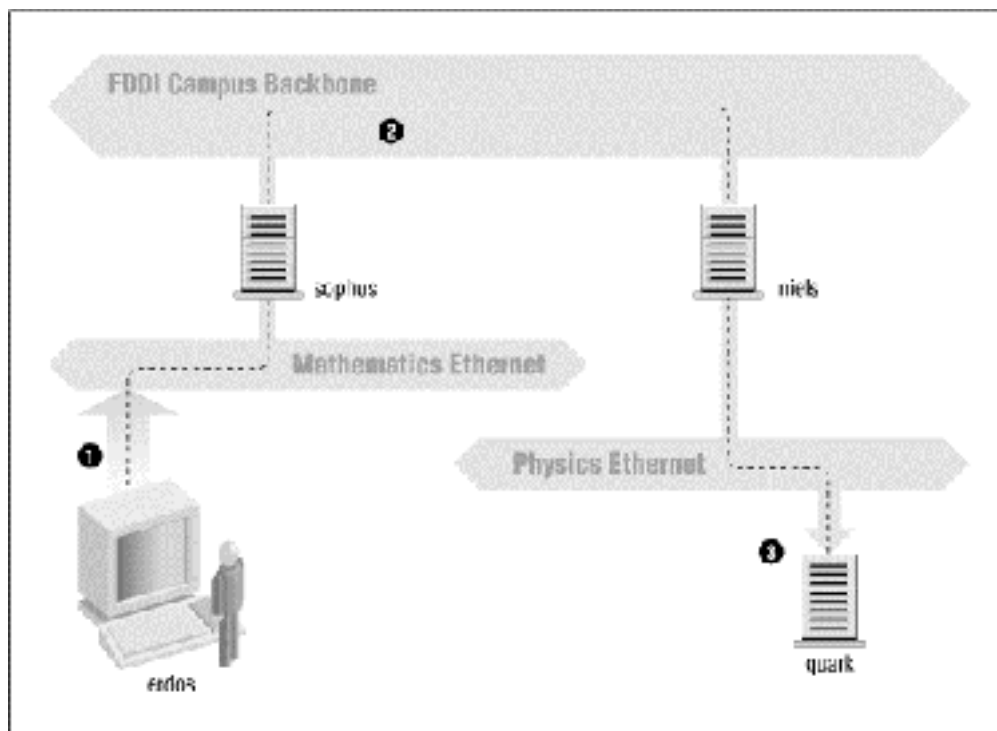 FDDI Campus Backbone
2
sophus
niels
Mathematics Ethernet
1
Physics Ethernet
3
quark
erdos